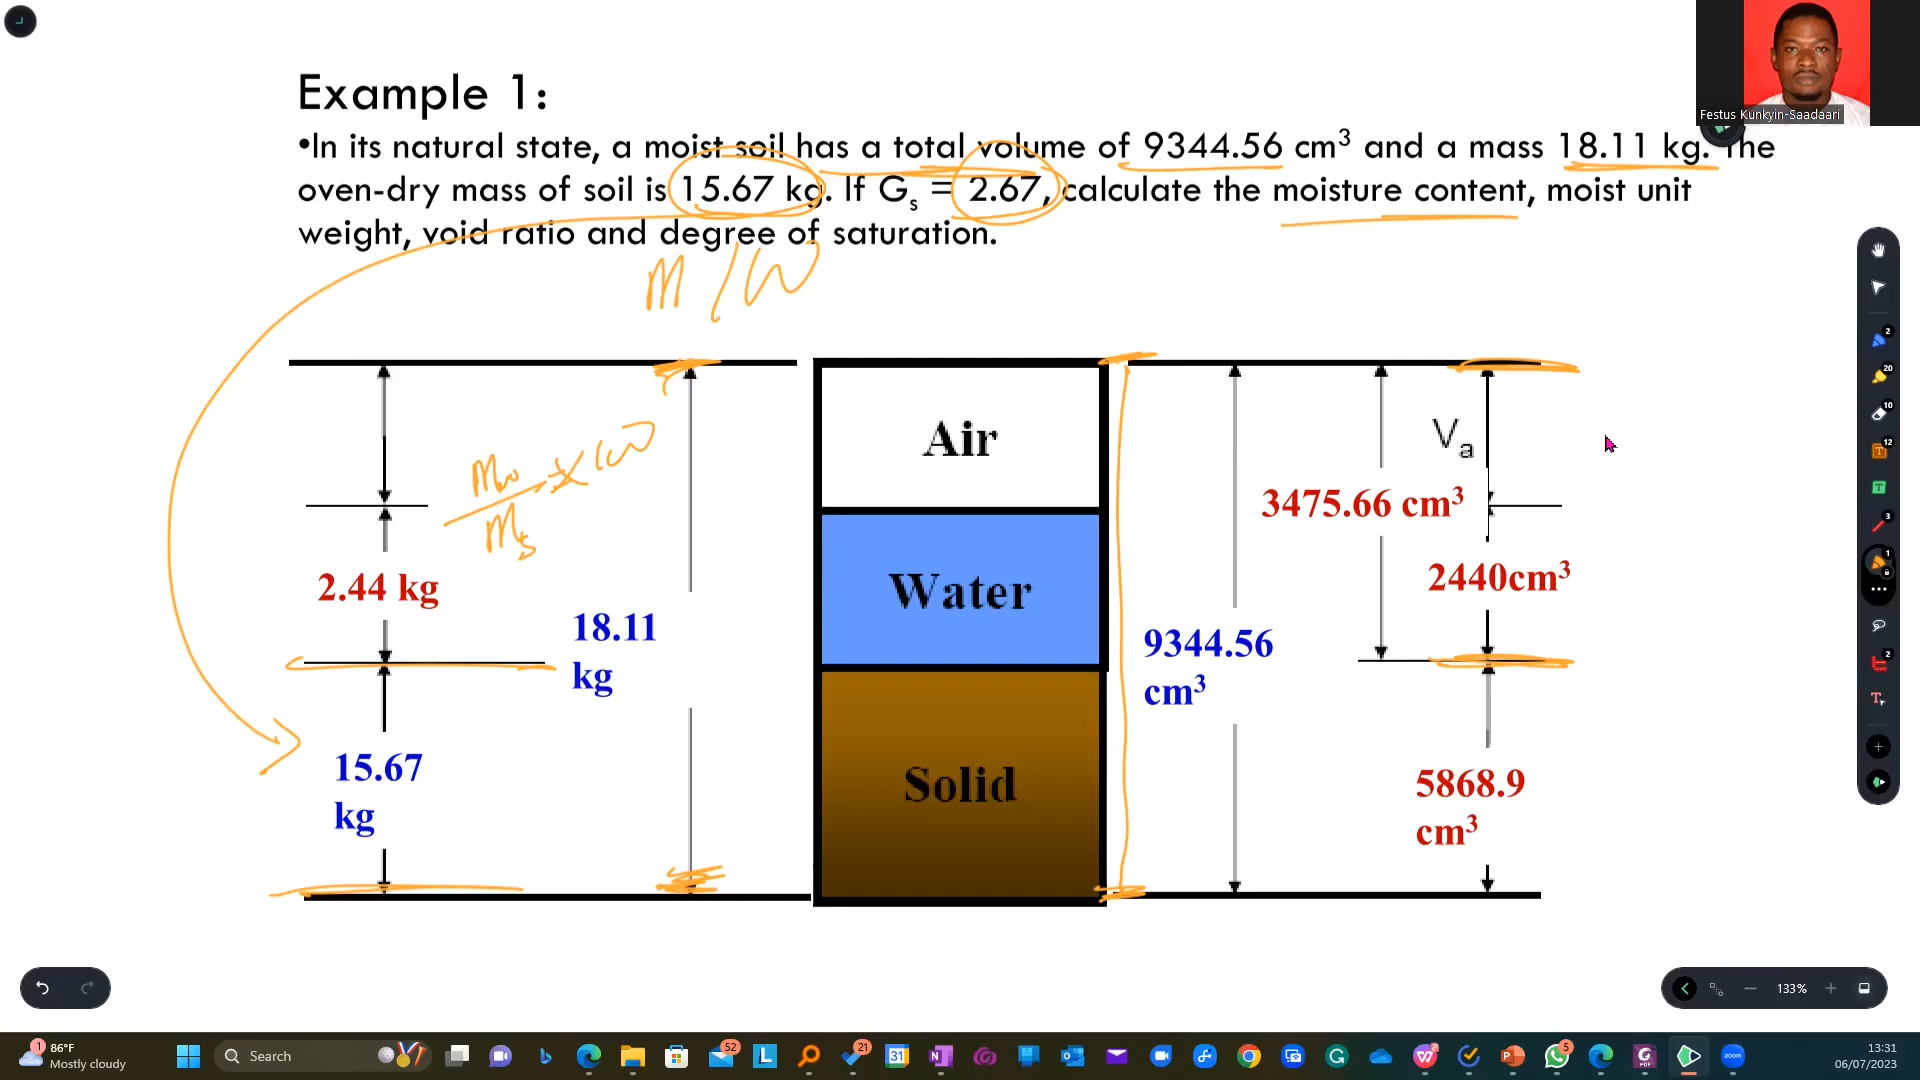 Example 1:
Festus Kunkyin-Saadaari
•In its natural state, a moist soil has a total volume of 9344.56 cm³ and a mass 18.11 kg. The
oven-dry mass of soil is 15.67 kg. If Gs = 2.67, calculate the moisture content, moist unit
weight, void ratio and degree of saturation.
M/W
Air
Va
Mw
Ms
x 100
3475.66 cm³
2.44 kg
Water
2440cm³
18.11
kg
9344.56
cm³
15.67
kg
Solid
5868.9
cm³
133%
86°F
Mostly cloudy
Search
13:31
06/07/2023